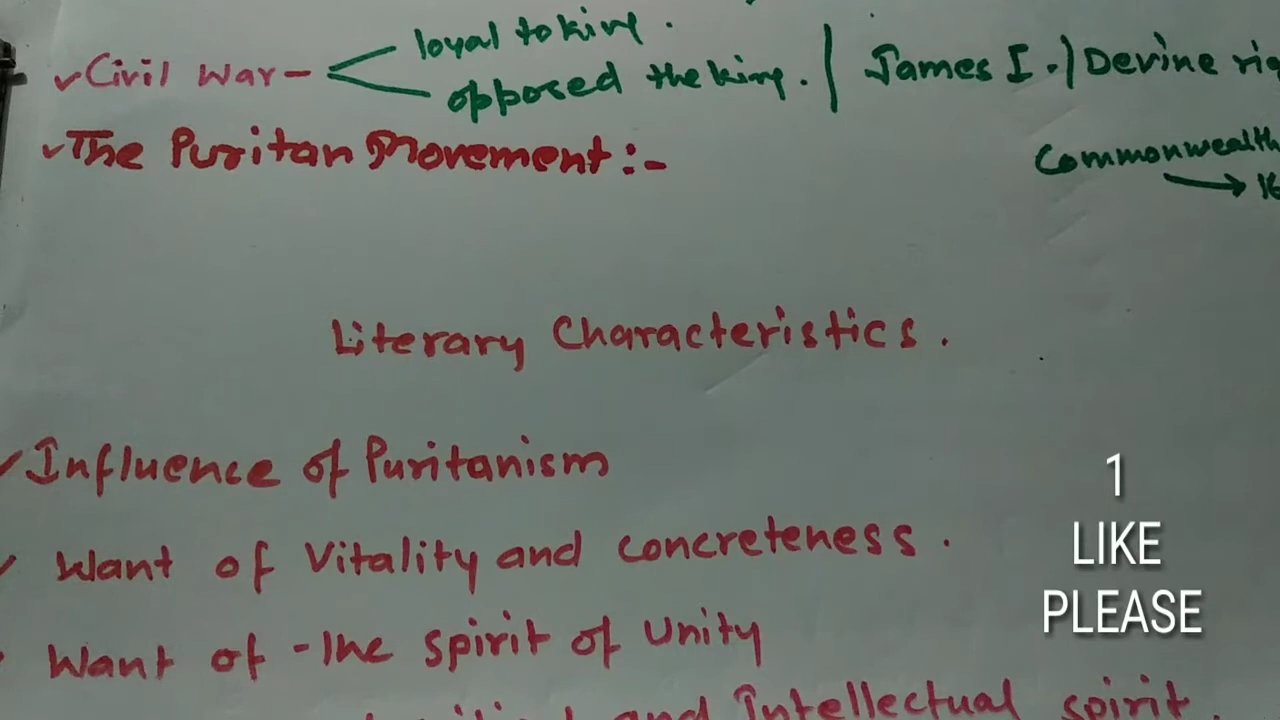 ✓Civil War - loyal to king.
opposed the king. | James I. | Devine
✓The Puritan Movement:-
Commonwealth
Literary Characteristics.
✓Influence of Puritanism
✓ Want of Vitality and concreteness.
Want of the spirit of Unity
and Intellectual spirit.
1
LIKE
PLEASE